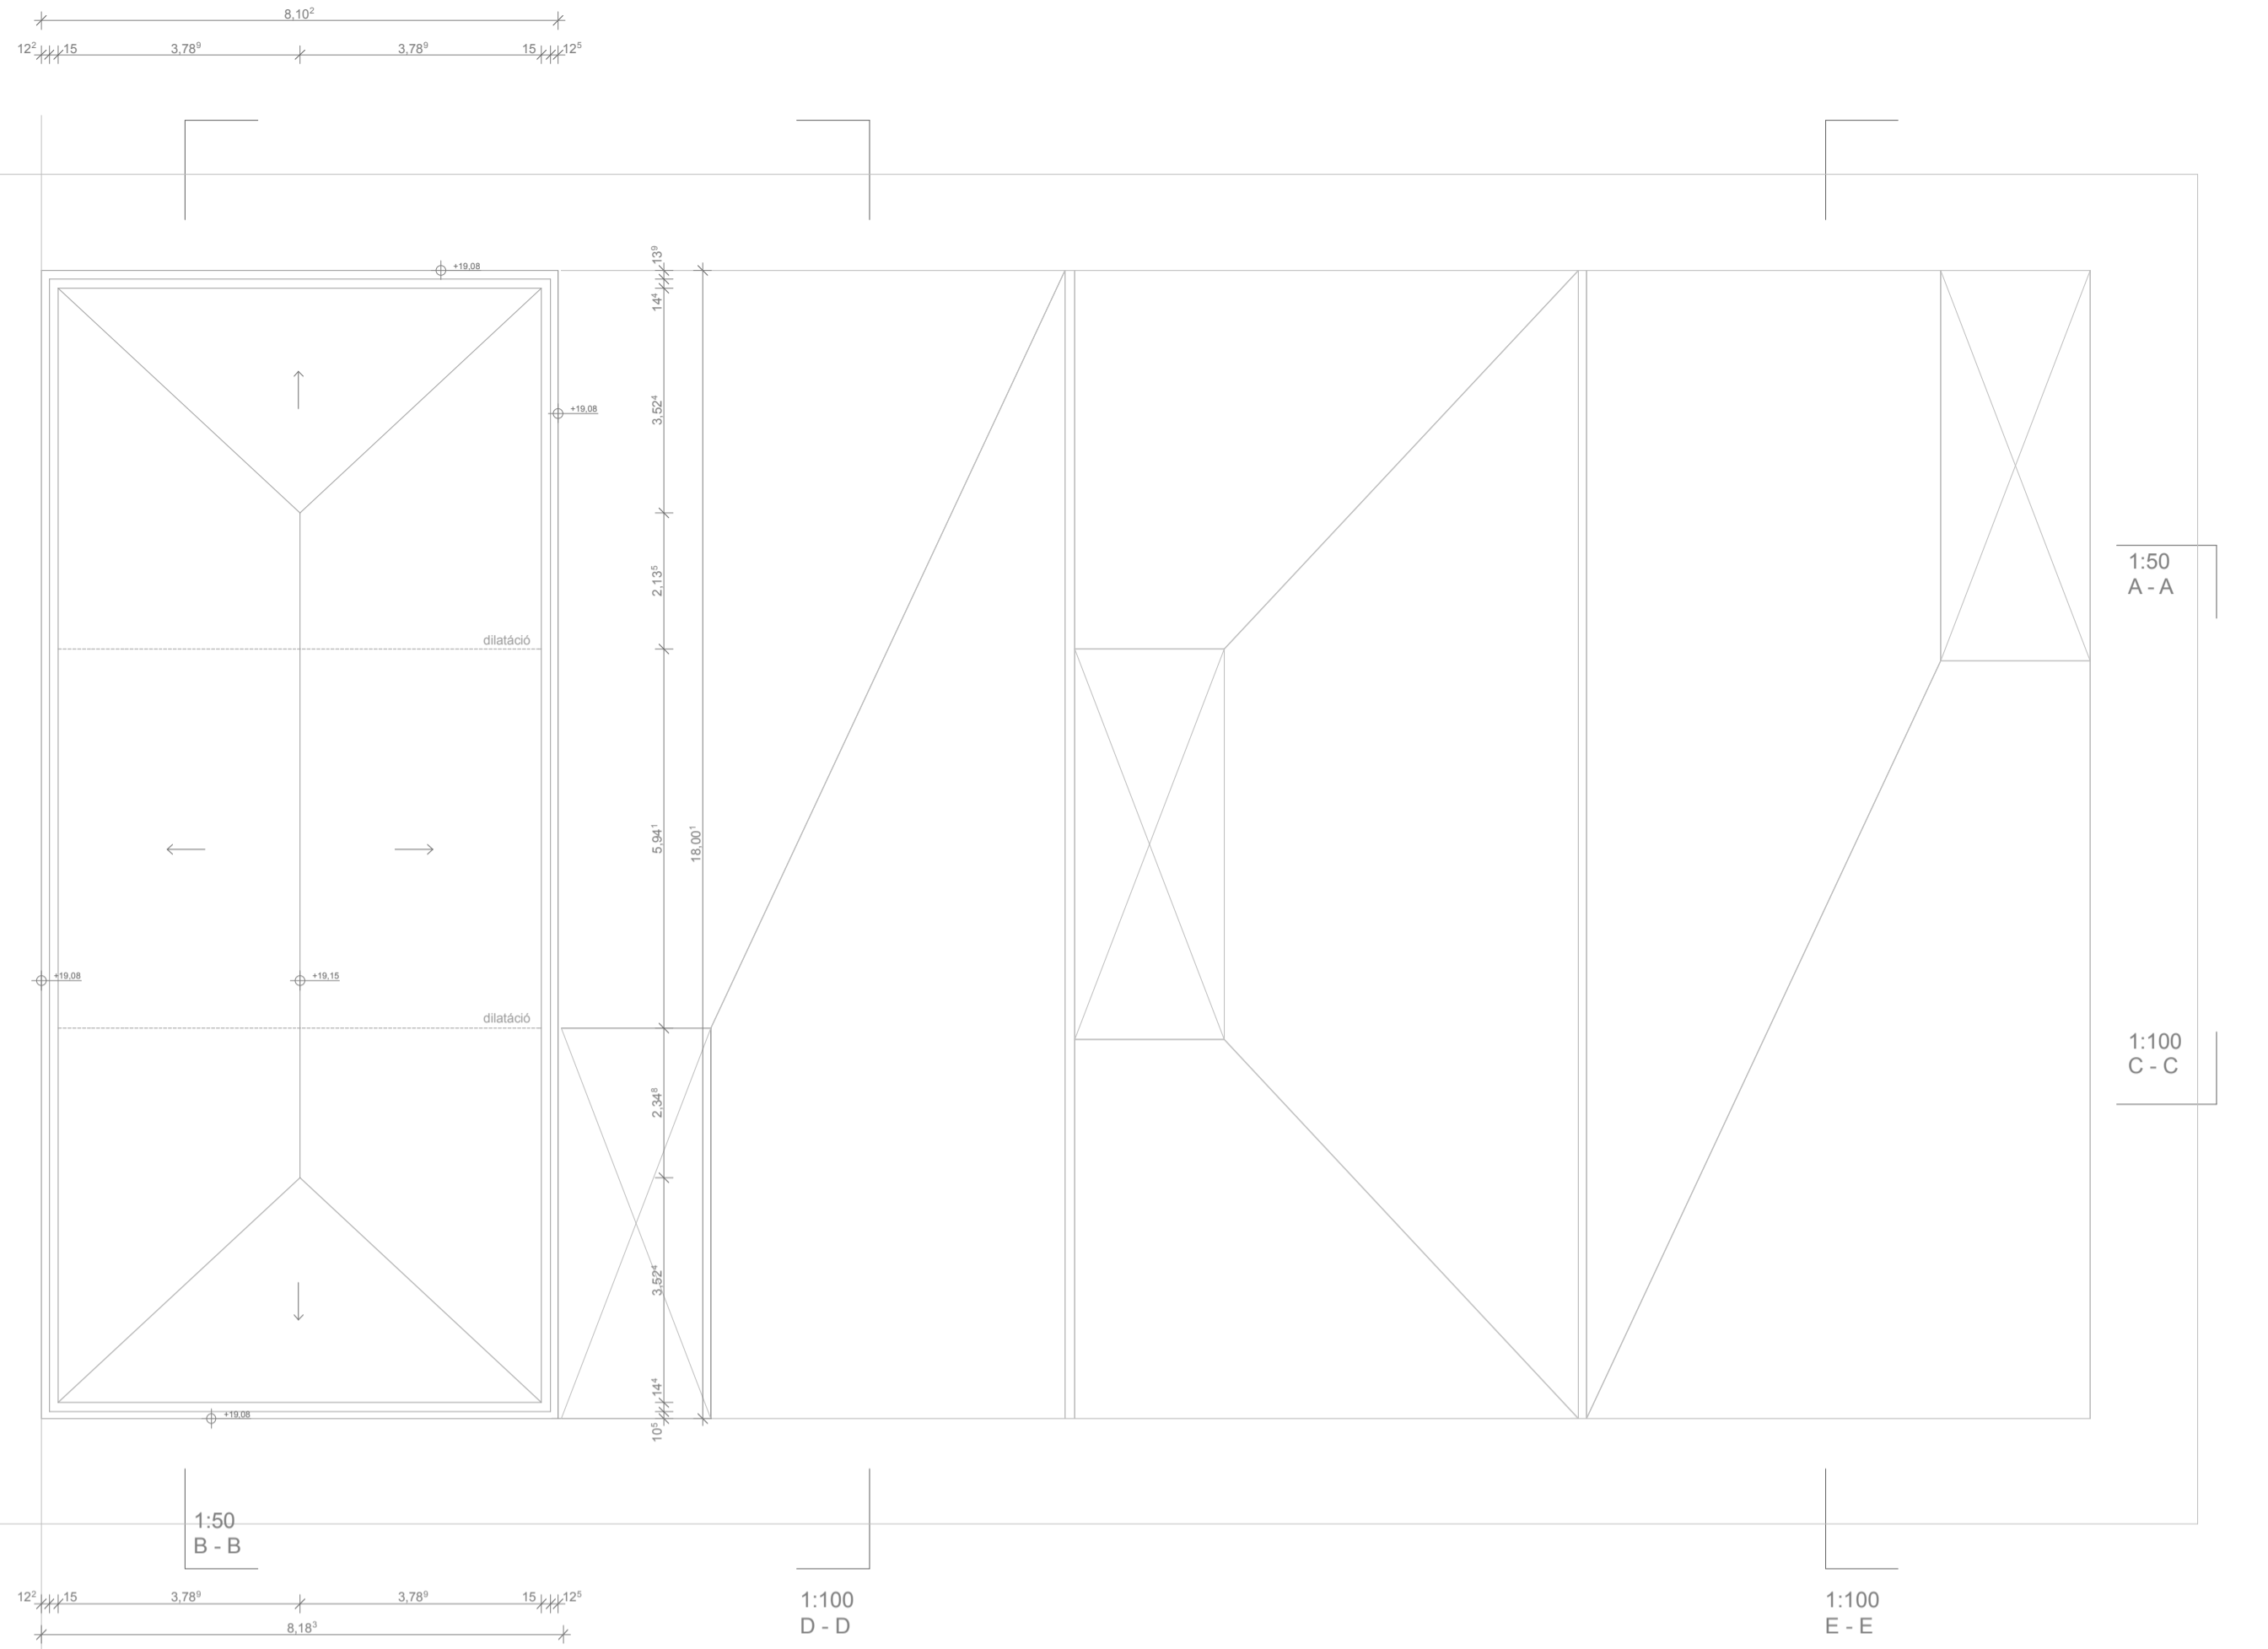 8,10²
12² 15 3,78⁹ 3,78⁹ 15 12⁵
13⁹
+19,08
14⁴
+19,08
3,52⁴
1:50
A - A
2,13⁵
dilatáció
5,94¹
18,00¹
+19,08
+19,15
dilatáció
1:100
C - C
2,34⁸
3,52⁴
14⁴
+19,08
10⁵
1:50
B - B
12² 15 3,78⁹ 3,78⁹ 15 12⁵
8,18³
1:100
D - D
1:100
E - E